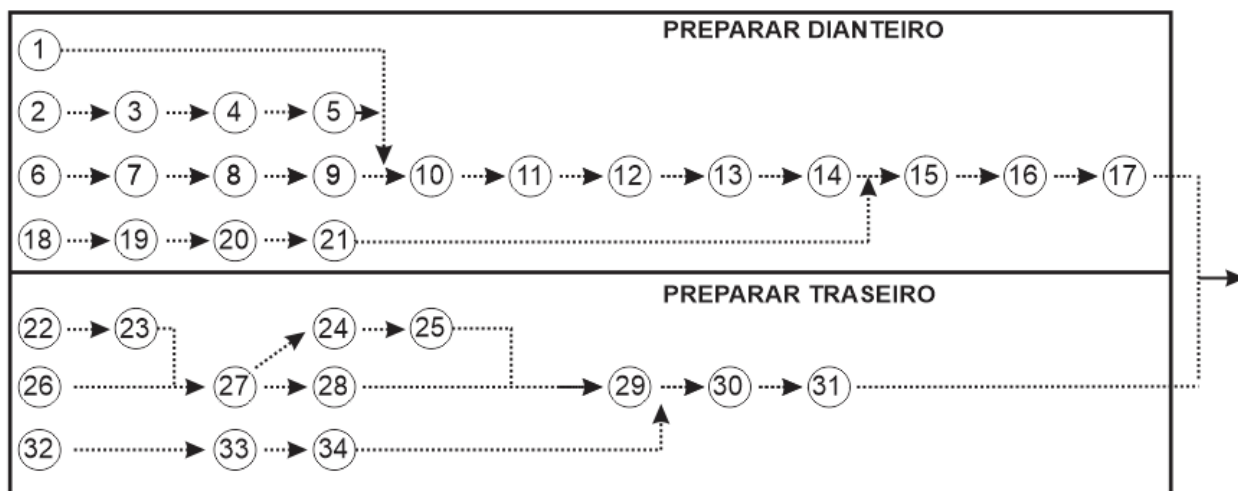 PREPARAR DIANTEIRO
1
2 3 4 5
6 7 8 9 10 11 12 13 14 15 16 17
18 19 20 21
PREPARAR TRASEIRO
22 23 24 25
26 27 28 29 30 31
32 33 34